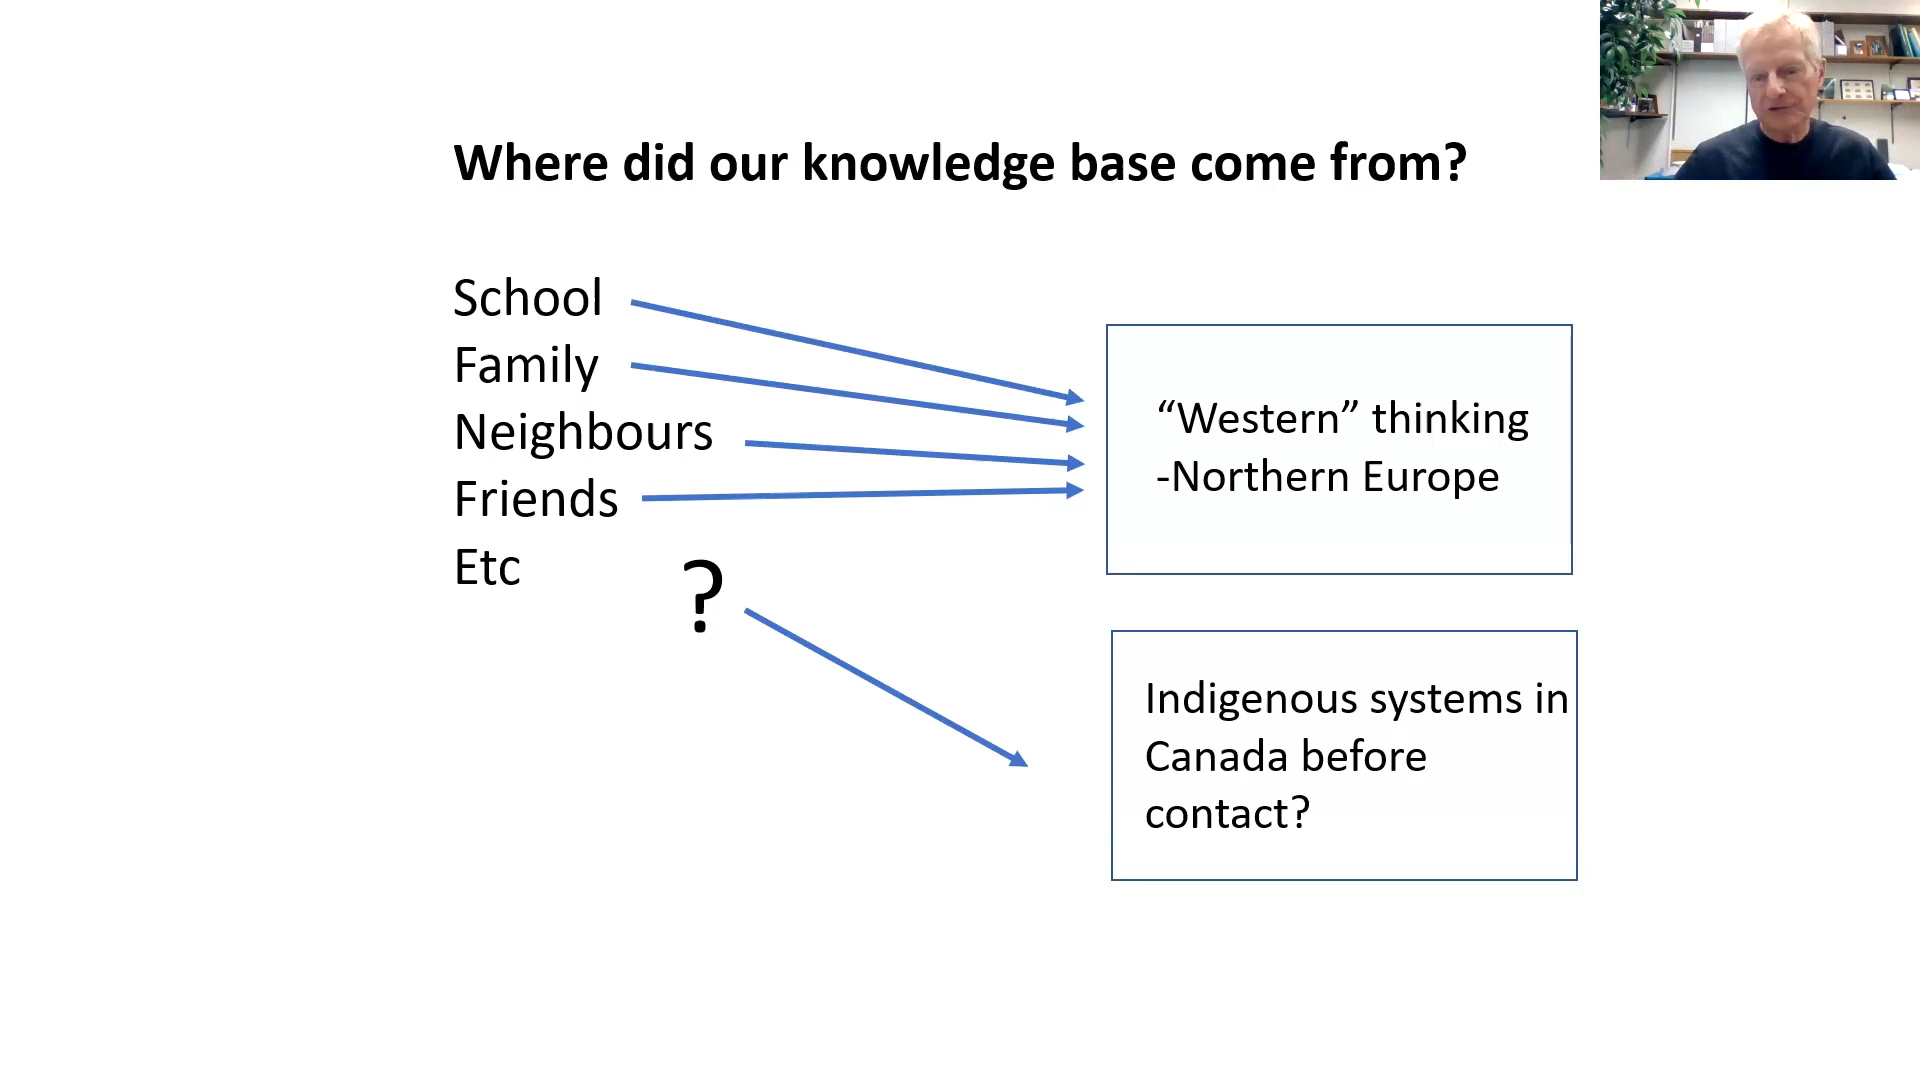 Where did our knowledge base come from?
School
Family
Neighbours
Friends
Etc
?
“Western” thinking
-Northern Europe
Indigenous systems in
Canada before
contact?